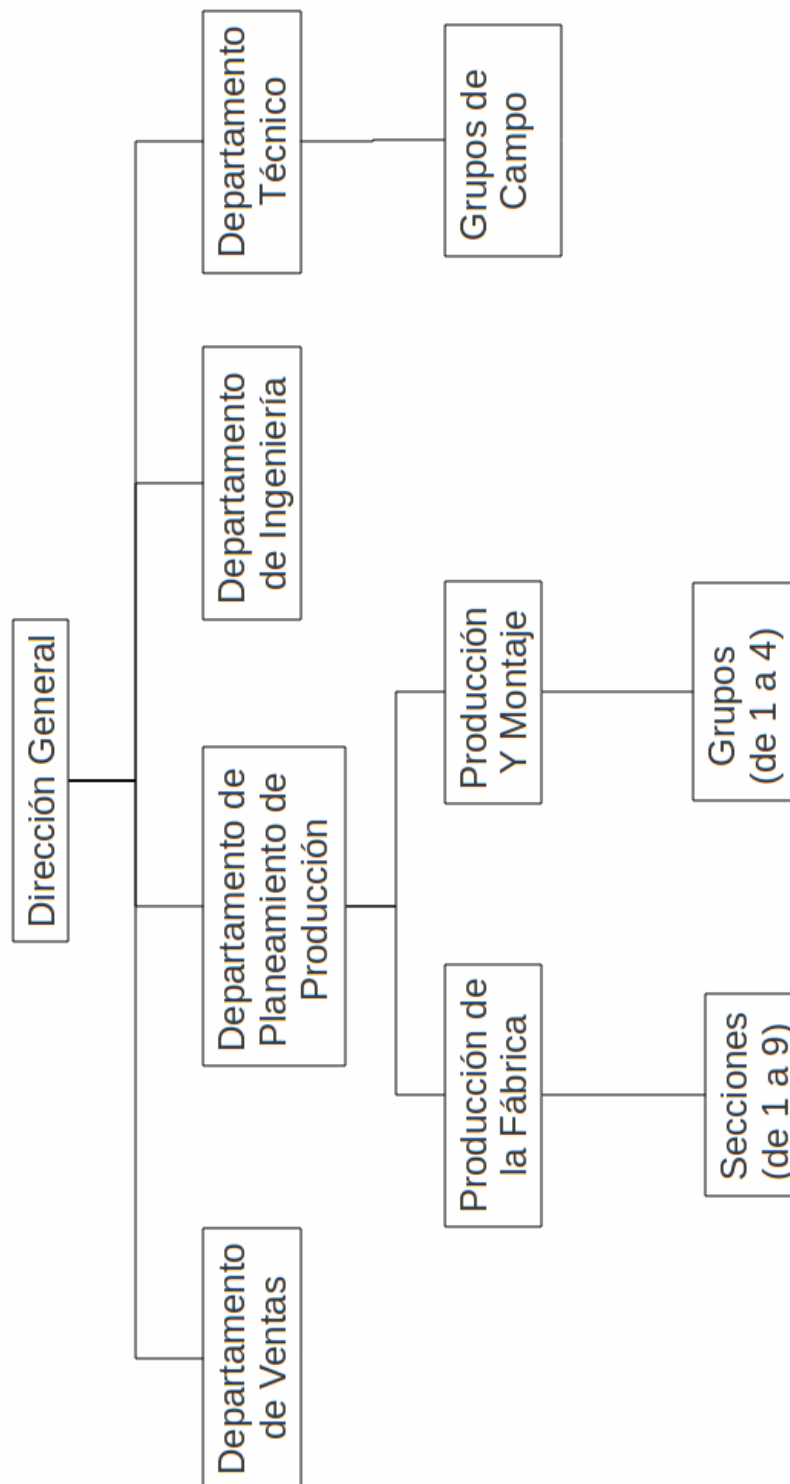 Dirección General
Departamento
de Ventas
Departamento de
Planeamiento de
Producción
Departamento
de Ingeniería
Departamento
Técnico
Producción de
la Fábrica
Producción
Y Montaje
Grupos de
Campo
Secciones
(de 1 a 9)
Grupos
(de 1 a 4)